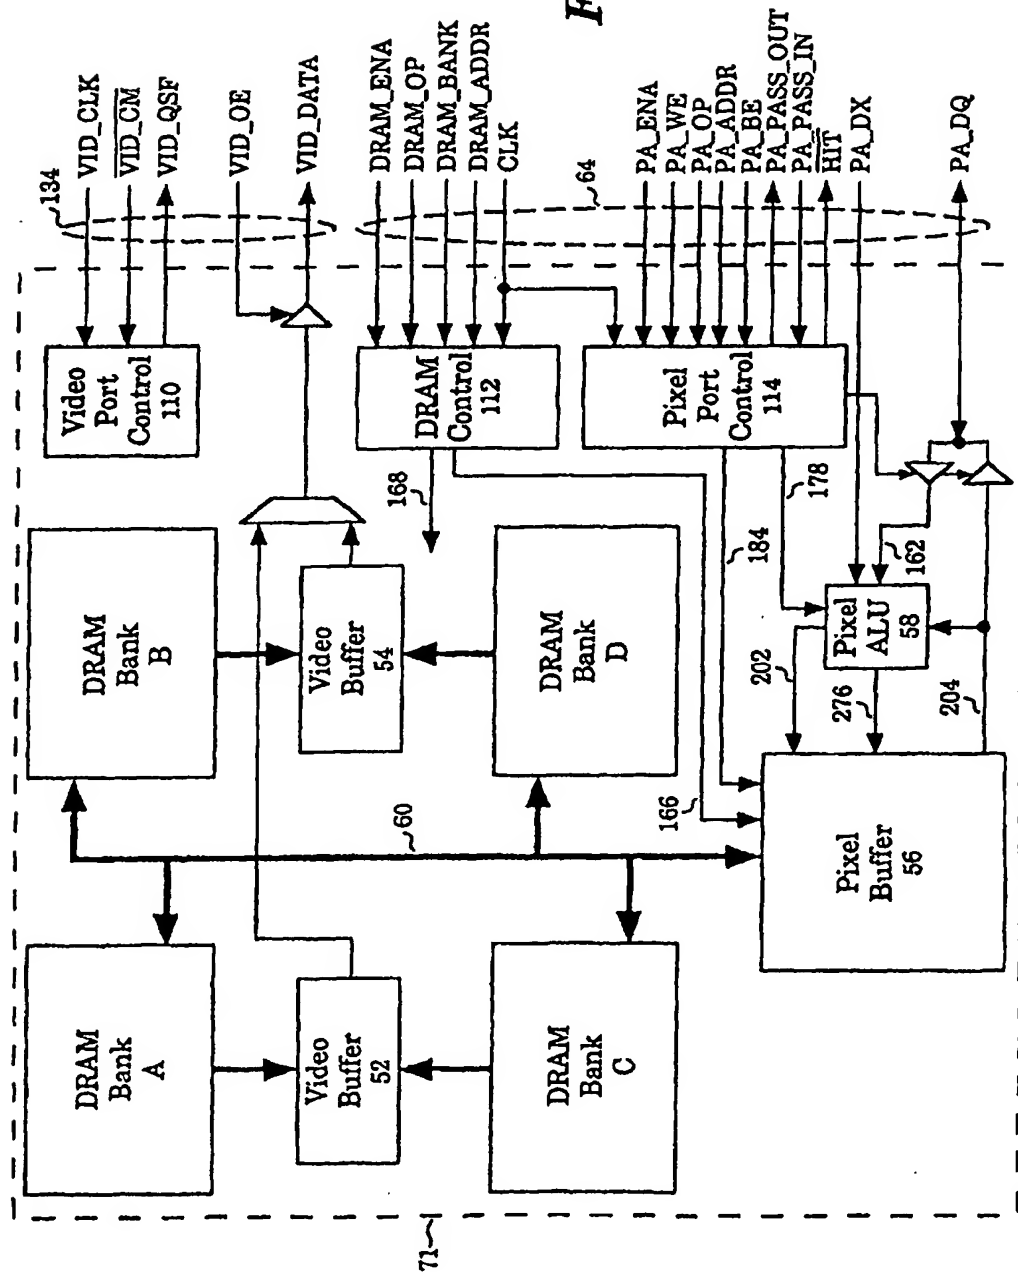 71
DRAM
Bank
A
DRAM
Bank
B
Video
Port
Control
110
134
VID_CLK
VID_CM
VID_QSF
VID_OE
VID_DATA
Video
Buffer
52
Video
Buffer
54
60
168
DRAM
Control
112
DRAM_ENA
DRAM_OP
DRAM_BANK
DRAM_ADDR
CLK
DRAM
Bank
C
DRAM
Bank
D
64
F
166
184
178
Pixel
Port
Control
114
PA_ENA
PA_WE
PA_OP
PA_ADDR
PA_BE
PA_PASS_OUT
PA_PASS_IN
HIT
PA_DX
PA_DQ
Pixel
Buffer
56
202
276
204
Pixel
ALU
58
162